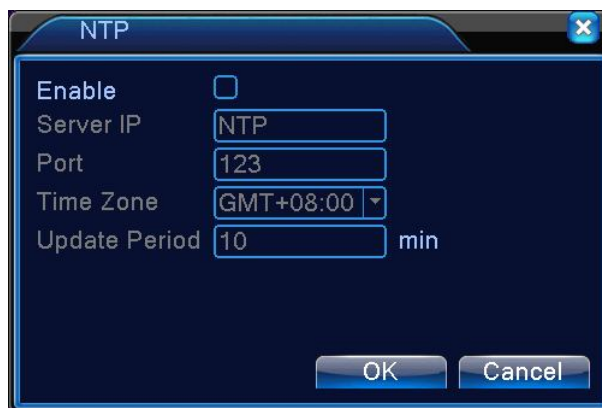 NTP
Enable
Server IP NTP
Port 123
Time Zone GMT+08:00
Update Period 10 min
OK Cancel